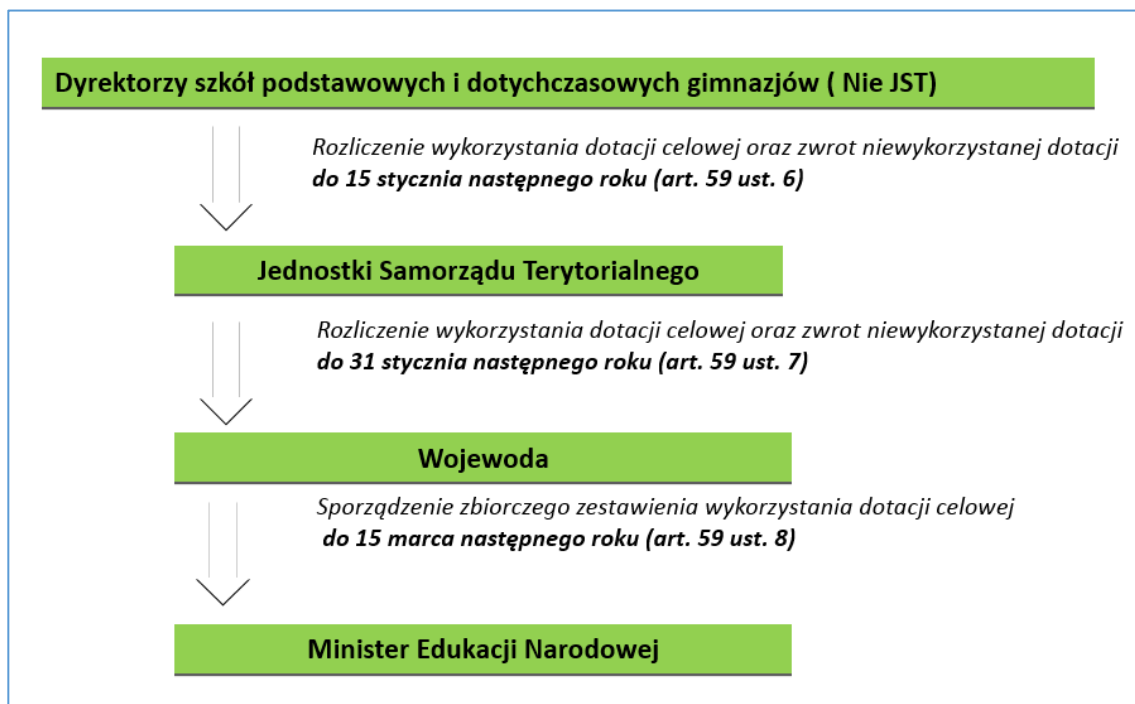 Dyrektorzy szkół podstawowych i dotychczasowych gimnazjów ( Nie JST)
Rozliczenie wykorzystania dotacji celowej oraz zwrot niewykorzystanej dotacji
do 15 stycznia następnego roku (art. 59 ust. 6)
Jednostki Samorządu Terytorialnego
Rozliczenie wykorzystania dotacji celowej oraz zwrot niewykorzystanej dotacji
do 31 stycznia następnego roku (art. 59 ust. 7)
Wojewoda
Sporządzenie zbiorczego zestawienia wykorzystania dotacji celowej
do 15 marca następnego roku (art. 59 ust. 8)
Minister Edukacji Narodowej